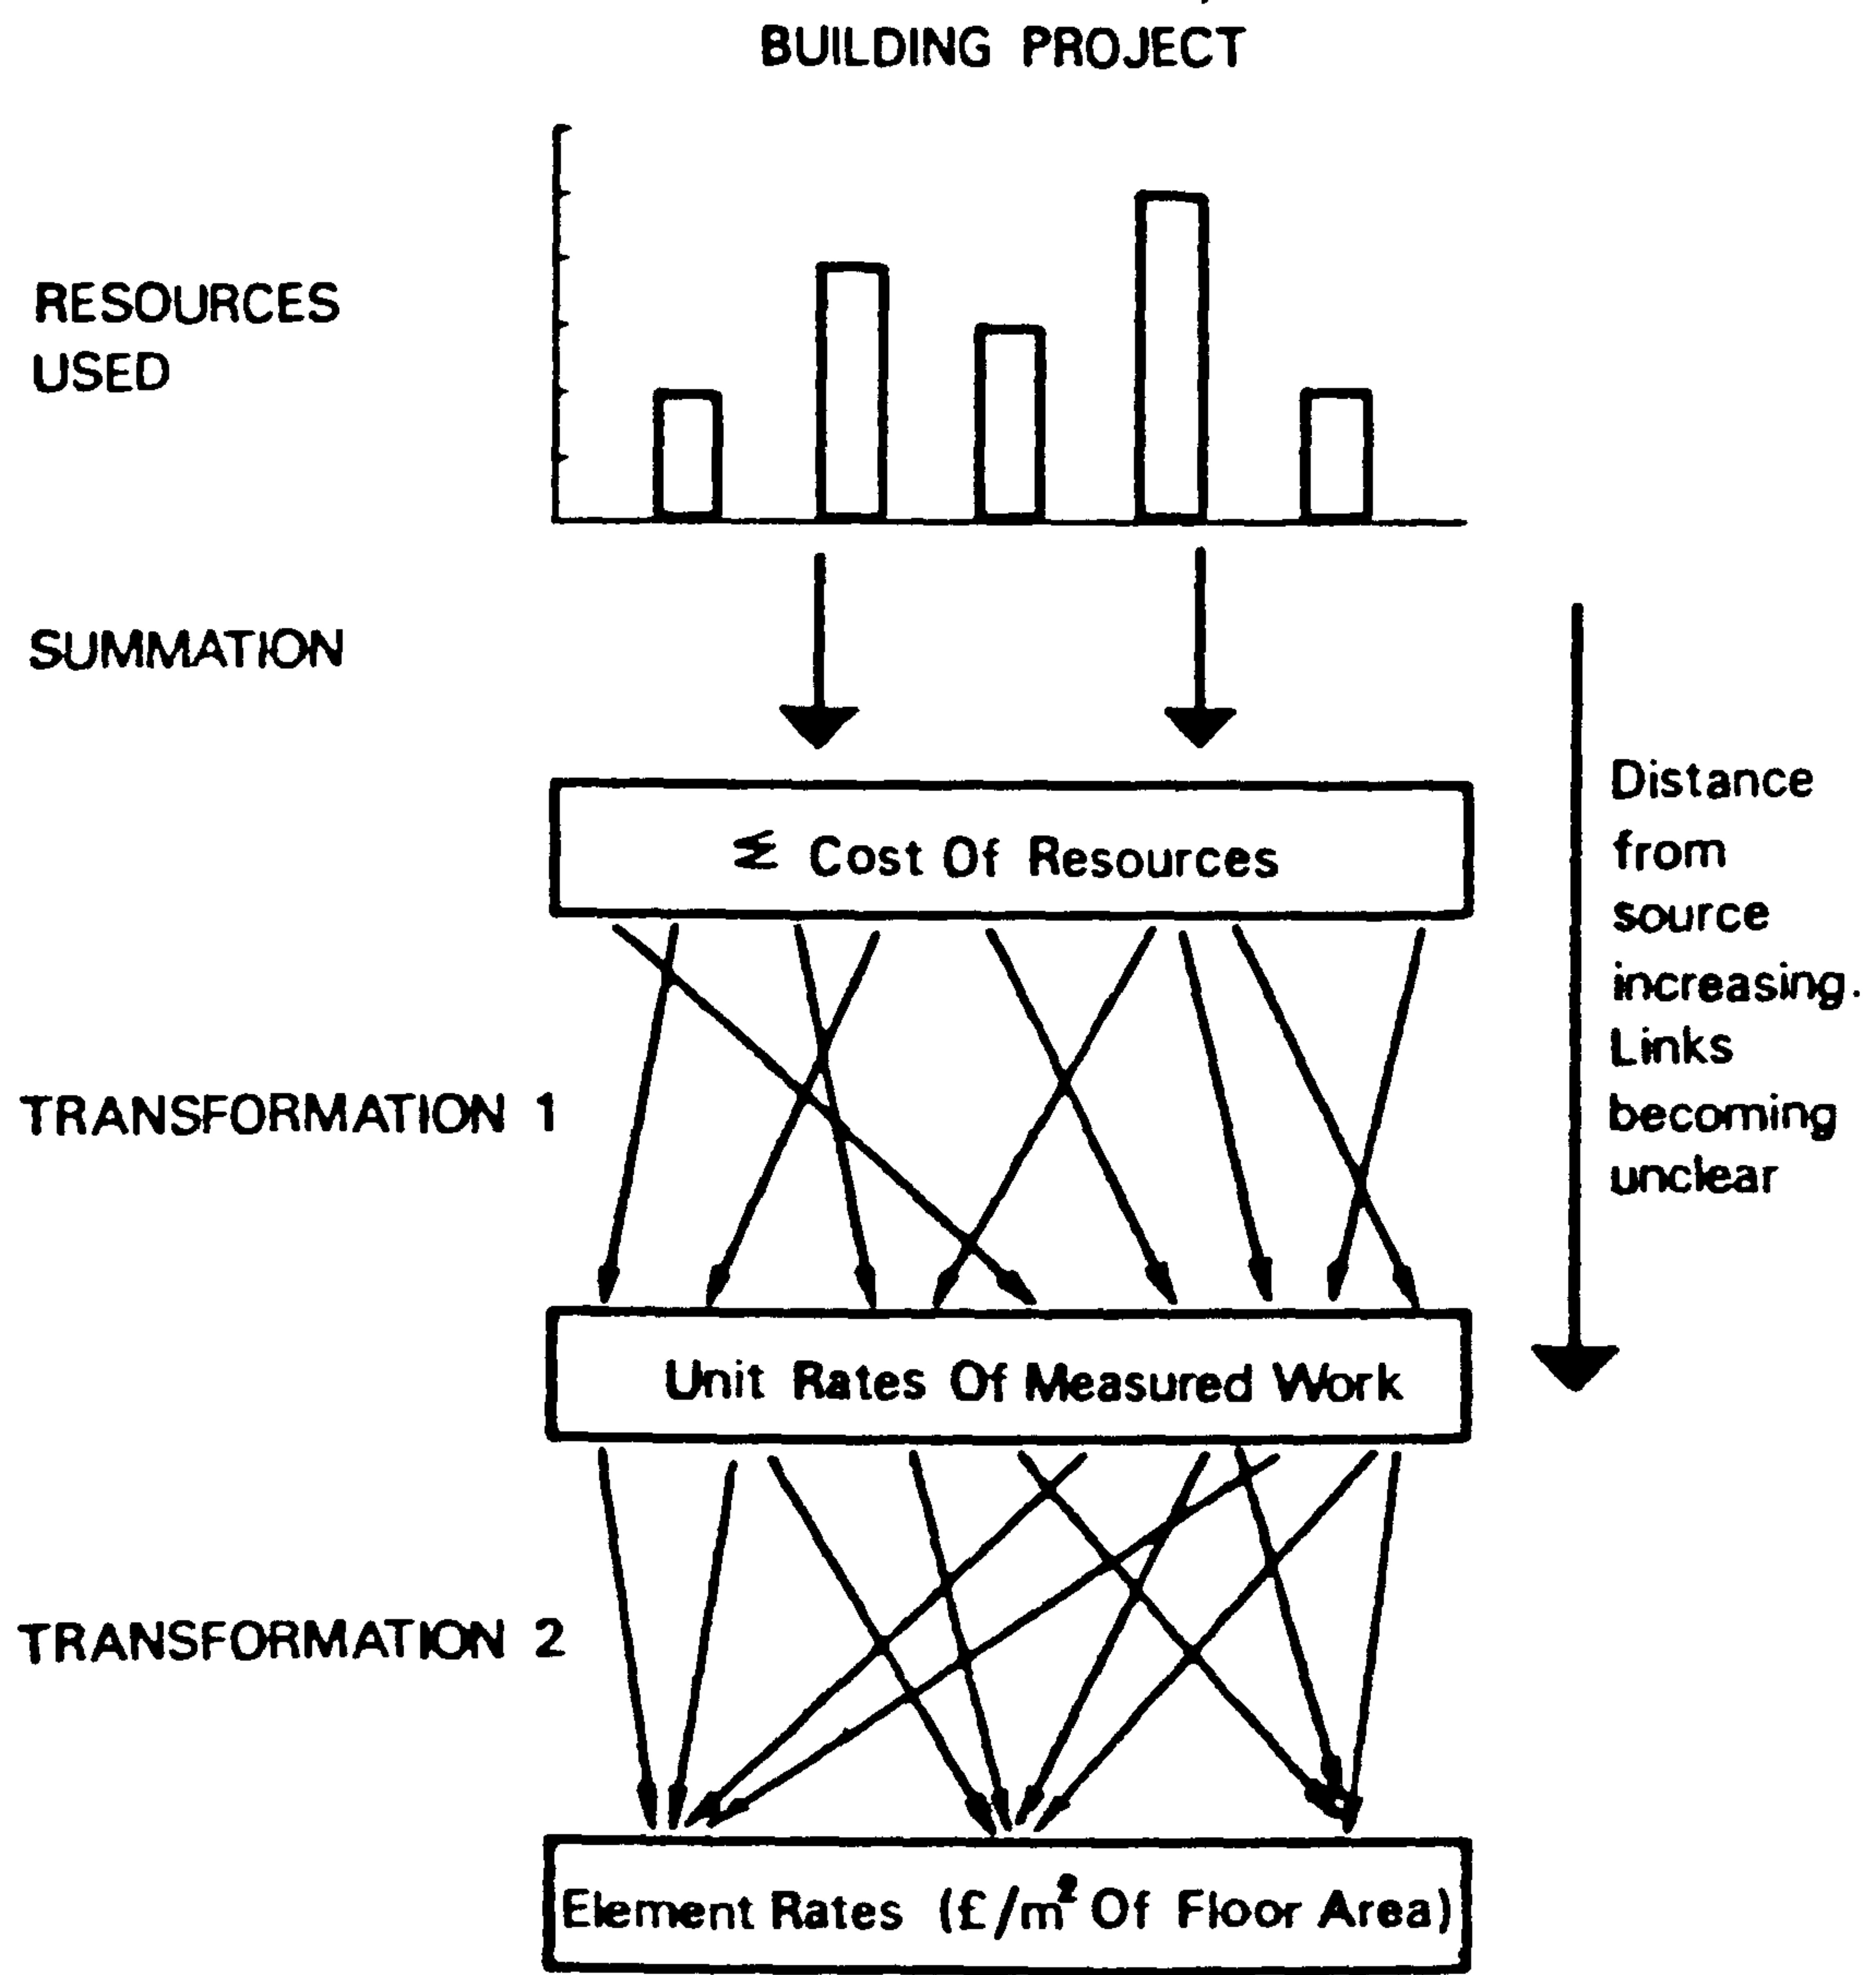 BUILDING PROJECT
RESOURCES
USED
SUMMATION
Σ Cost Of Resources
Distance
from
source
increasing.
Links
becoming
unclear
TRANSFORMATION 1
Unit Rates Of Measured Work
TRANSFORMATION 2
Element Rates (£/m² Of Floor Area)